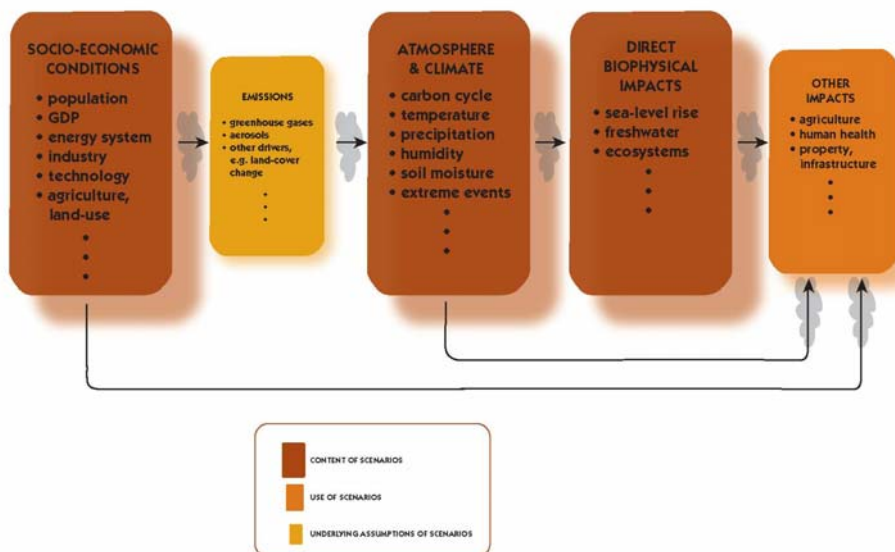 SOCIO-ECONOMIC
CONDITIONS
• population
• GDP
• energy system
• industry
• technology
• agriculture,
land-use
EMISSIONS
• greenhouse gases
• aerosols
• other drivers,
e.g. land-cover
change
ATMOSPHERE
& CLIMATE
• carbon cycle
• temperature
• precipitation
• humidity
• soil moisture
• extreme events
DIRECT
BIOPHYSICAL
IMPACTS
• sea-level rise
• freshwater
• ecosystems
OTHER
IMPACTS
• agriculture
• human health
• property,
infrastructure
CONTENT OF SCENARIOS
USE OF SCENARIOS
UNDERLYING ASSUMPTIONS OF SCENARIOS